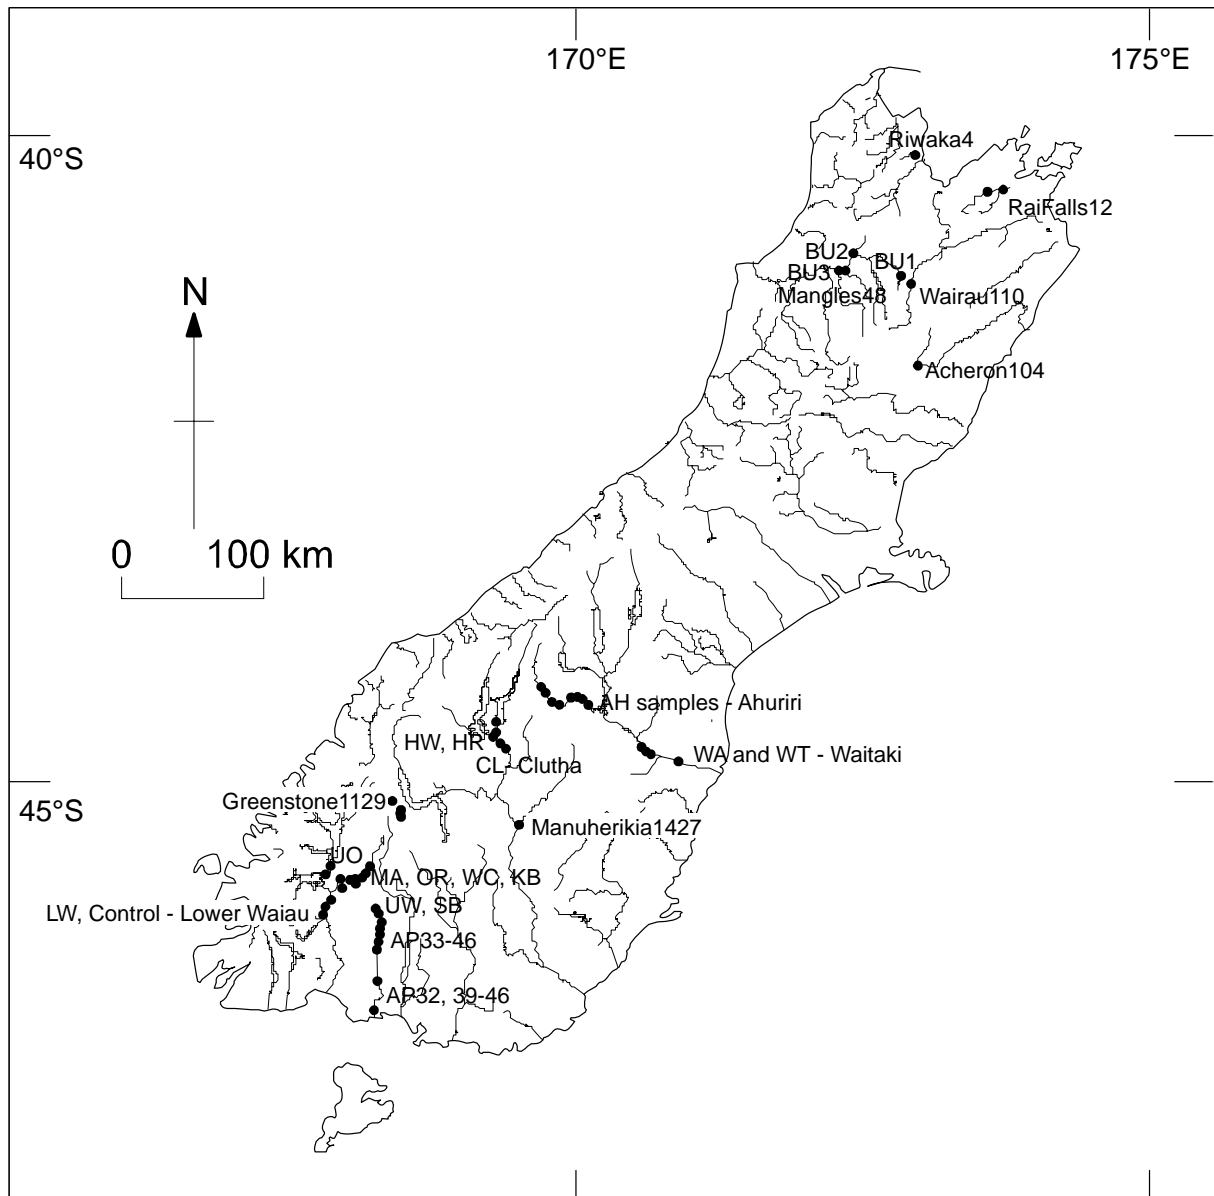 170°E
175°E
40°S
Riwaka4
RaiFalls12
BU2
BU1
BU3
Mangles48
Wairau110
N
Acheron104
0
100 km
AH samples - Ahuriri
HW, HR
WA and WT - Waitaki
CL- Clutha
Greenstone1129
45°S
Manuherikia1427
UO
MA, OR, WC, KB
LW, Control - Lower Waiau
UW, SB
AP33-46
AP32, 39-46